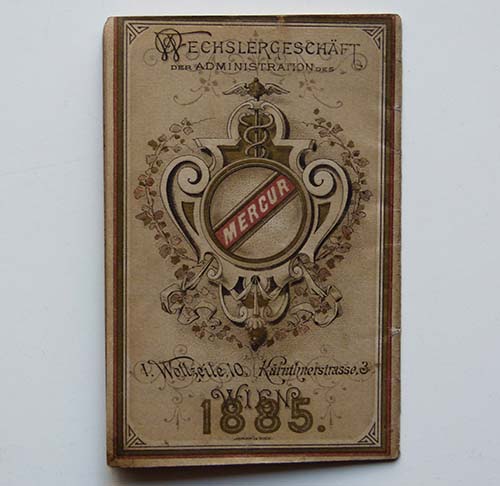 WECHSLERGESCHÄFT
DER ADMINISTRATION DES
MERCUR
I. Wollzeile, 10. Kärnthnerstrasse, 3
WIEN
1885.